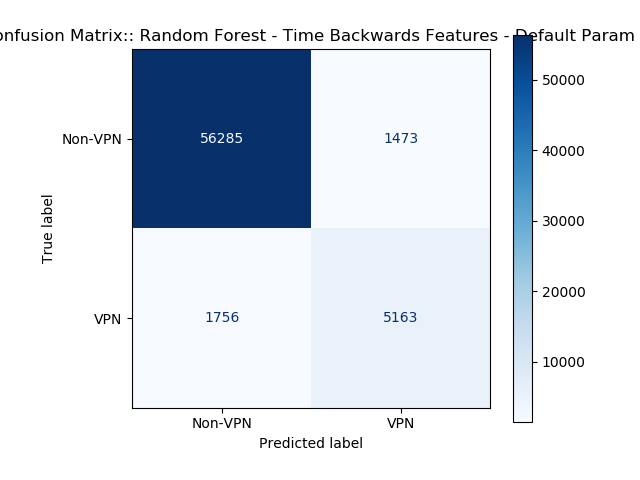 onfusion Matrix:: Random Forest - Time Backwards Features - Default Param
Non-VPN
56285
1473
VPN
1756
5163
Non-VPN
VPN
Predicted label
True label
50000
40000
30000
20000
10000